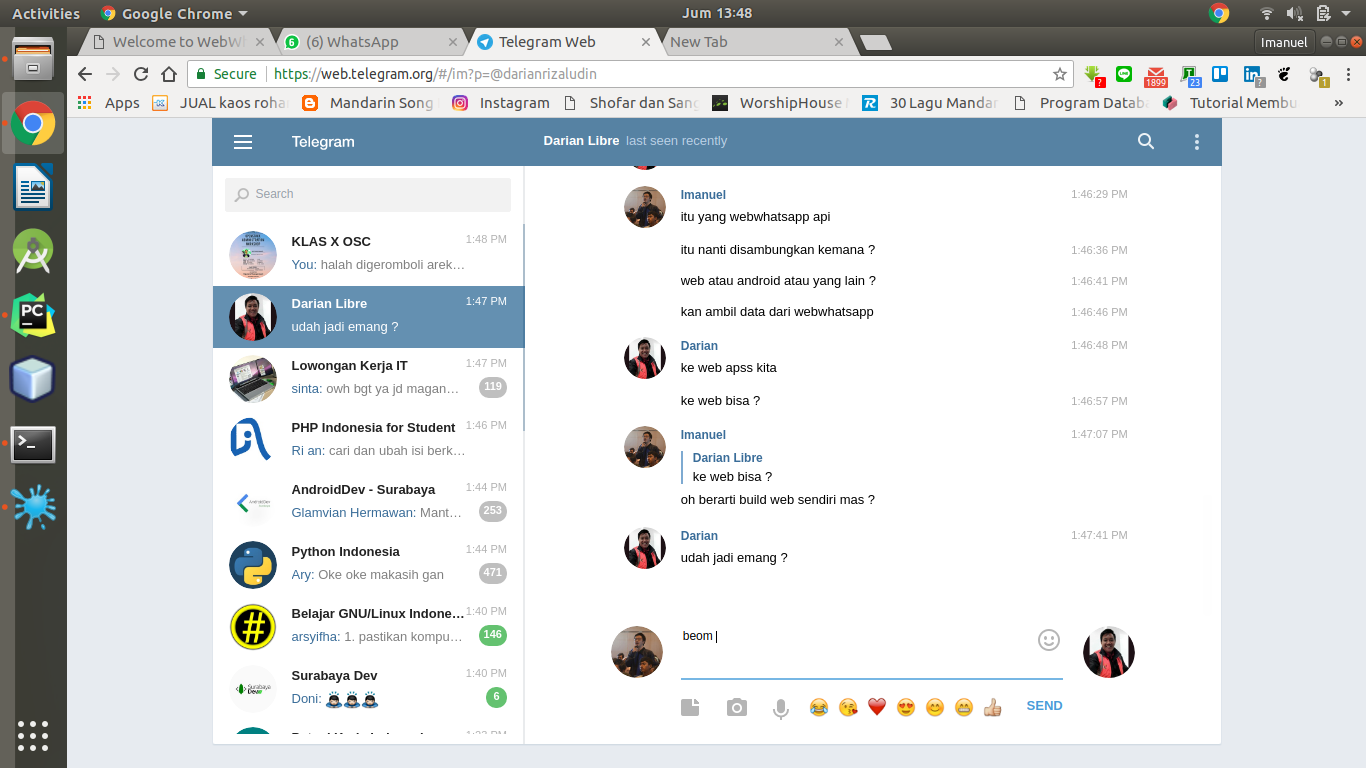 Activities
Google Chrome
Jum 13:48
Welcome to WebWh
(6) WhatsApp
Telegram Web
New Tab
Imanuel
Secure
https://web.telegram.org/#/im?p=@darianrizaludin
?
1899
23
?
1
Apps
JUAL kaos rohan
Mandarin Song
Instagram
Shofar dan Sang
WorshipHouse
30 Lagu Mandar
Program Databa
Tutorial Membu
»
Telegram
Darian Libre last seen recently
Search
KLAS X OSC 1:48 PM
You: halah digeromboli arek…
Darian Libre 1:47 PM
udah jadi emang ?
Lowongan Kerja IT 1:47 PM
sinta: owh bgt ya jd magan… 119
PHP Indonesia for Student 1:46 PM
Ri an: cari dan ubah isi berk…
AndroidDev - Surabaya 1:44 PM
Glamvian Hermawan: Mant… 253
Python Indonesia 1:44 PM
Ary: Oke oke makasih gan 471
Belajar GNU/Linux Indone… 1:40 PM
arsyifha: 1. pastikan kompu… 146
Surabaya Dev 1:40 PM
Doni: 6
Imanuel 1:46:29 PM
itu yang webwhatsapp api
itu nanti disambungkan kemana ? 1:46:36 PM
web atau android atau yang lain ? 1:46:41 PM
kan ambil data dari webwhatsapp 1:46:46 PM
Darian 1:46:48 PM
ke web apss kita
ke web bisa ? 1:46:57 PM
Imanuel 1:47:07 PM
Darian Libre
ke web bisa ?
oh berarti build web sendiri mas ?
Darian 1:47:41 PM
udah jadi emang ?
beom
SEND